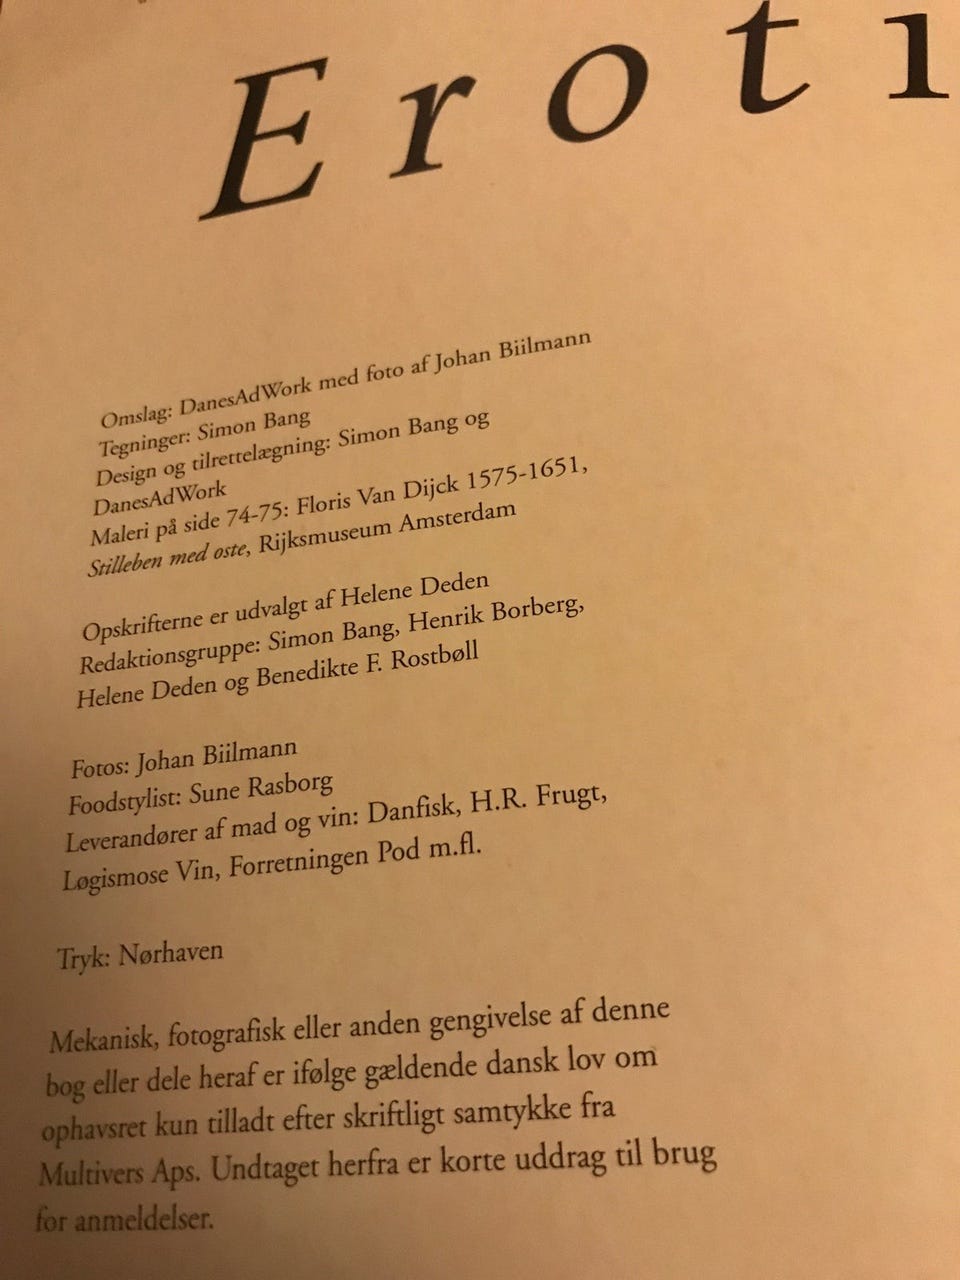 Eroti
Omslag: DanesAdWork med foto af Johan Biilmann
Tegninger: Simon Bang
Design og tilrettelægning: Simon Bang og
DanesAdWork
Maleri på side 74-75: Floris Van Dijck 1575-1651,
Stilleben med oste, Rijksmuseum Amsterdam
Opskrifterne er udvalgt af Helene Deden
Redaktionsgruppe: Simon Bang, Henrik Borberg,
Helene Deden og Benedikte F. Rostbøll
Fotos: Johan Biilmann
Foodstylist: Sune Rasborg
Leverandører af mad og vin: Danfisk, H.R. Frugt,
Løgismose Vin, Forretningen Pod m.fl.
Tryk: Nørhaven
Mekanisk, fotografisk eller anden gengivelse af denne
bog eller dele heraf er ifølge gældende dansk lov om
ophavsret kun tilladt efter skriftligt samtykke fra
Multivers Aps. Undtaget herfra er korte uddrag til brug
for anmeldelser.